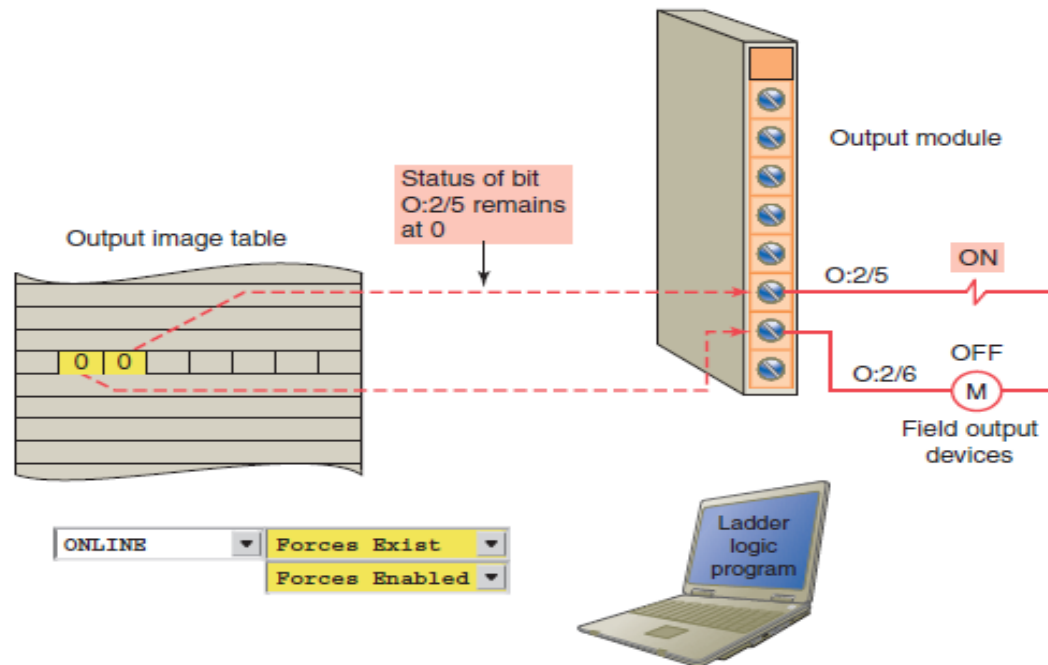 Output module
Status of bit
O:2/5 remains
at 0
Output image table
ON
O:2/5
0 0
OFF
O:2/6
M
Field output
devices
ONLINE
Forces Exist
Forces Enabled
Ladder
logic
program